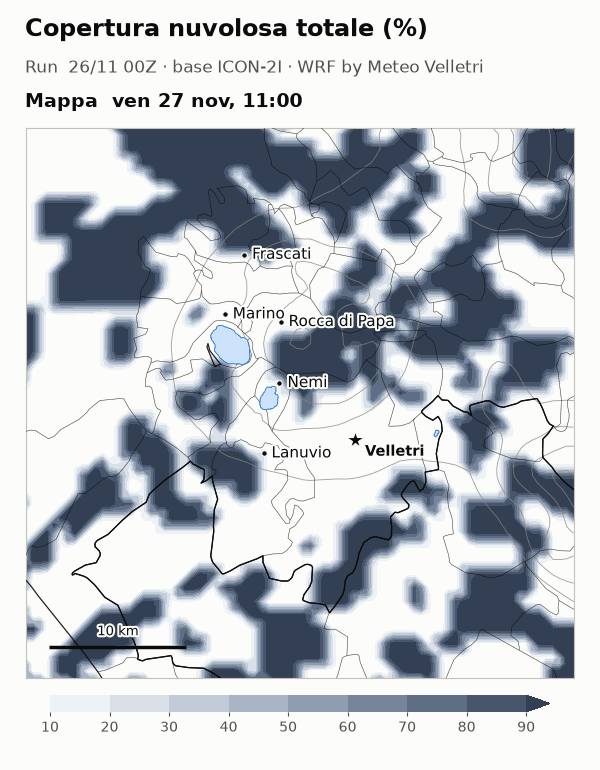 Copertura nuvolosa totale (%)
Run  26/11 00Z · base ICON-2I · WRF by Meteo Velletri
Mappa  ven 27 nov, 11:00
Frascati
Marino
Rocca di Papa
Nemi
Velletri
Lanuvio
10 km
10 20 30 40 50 60 70 80 90